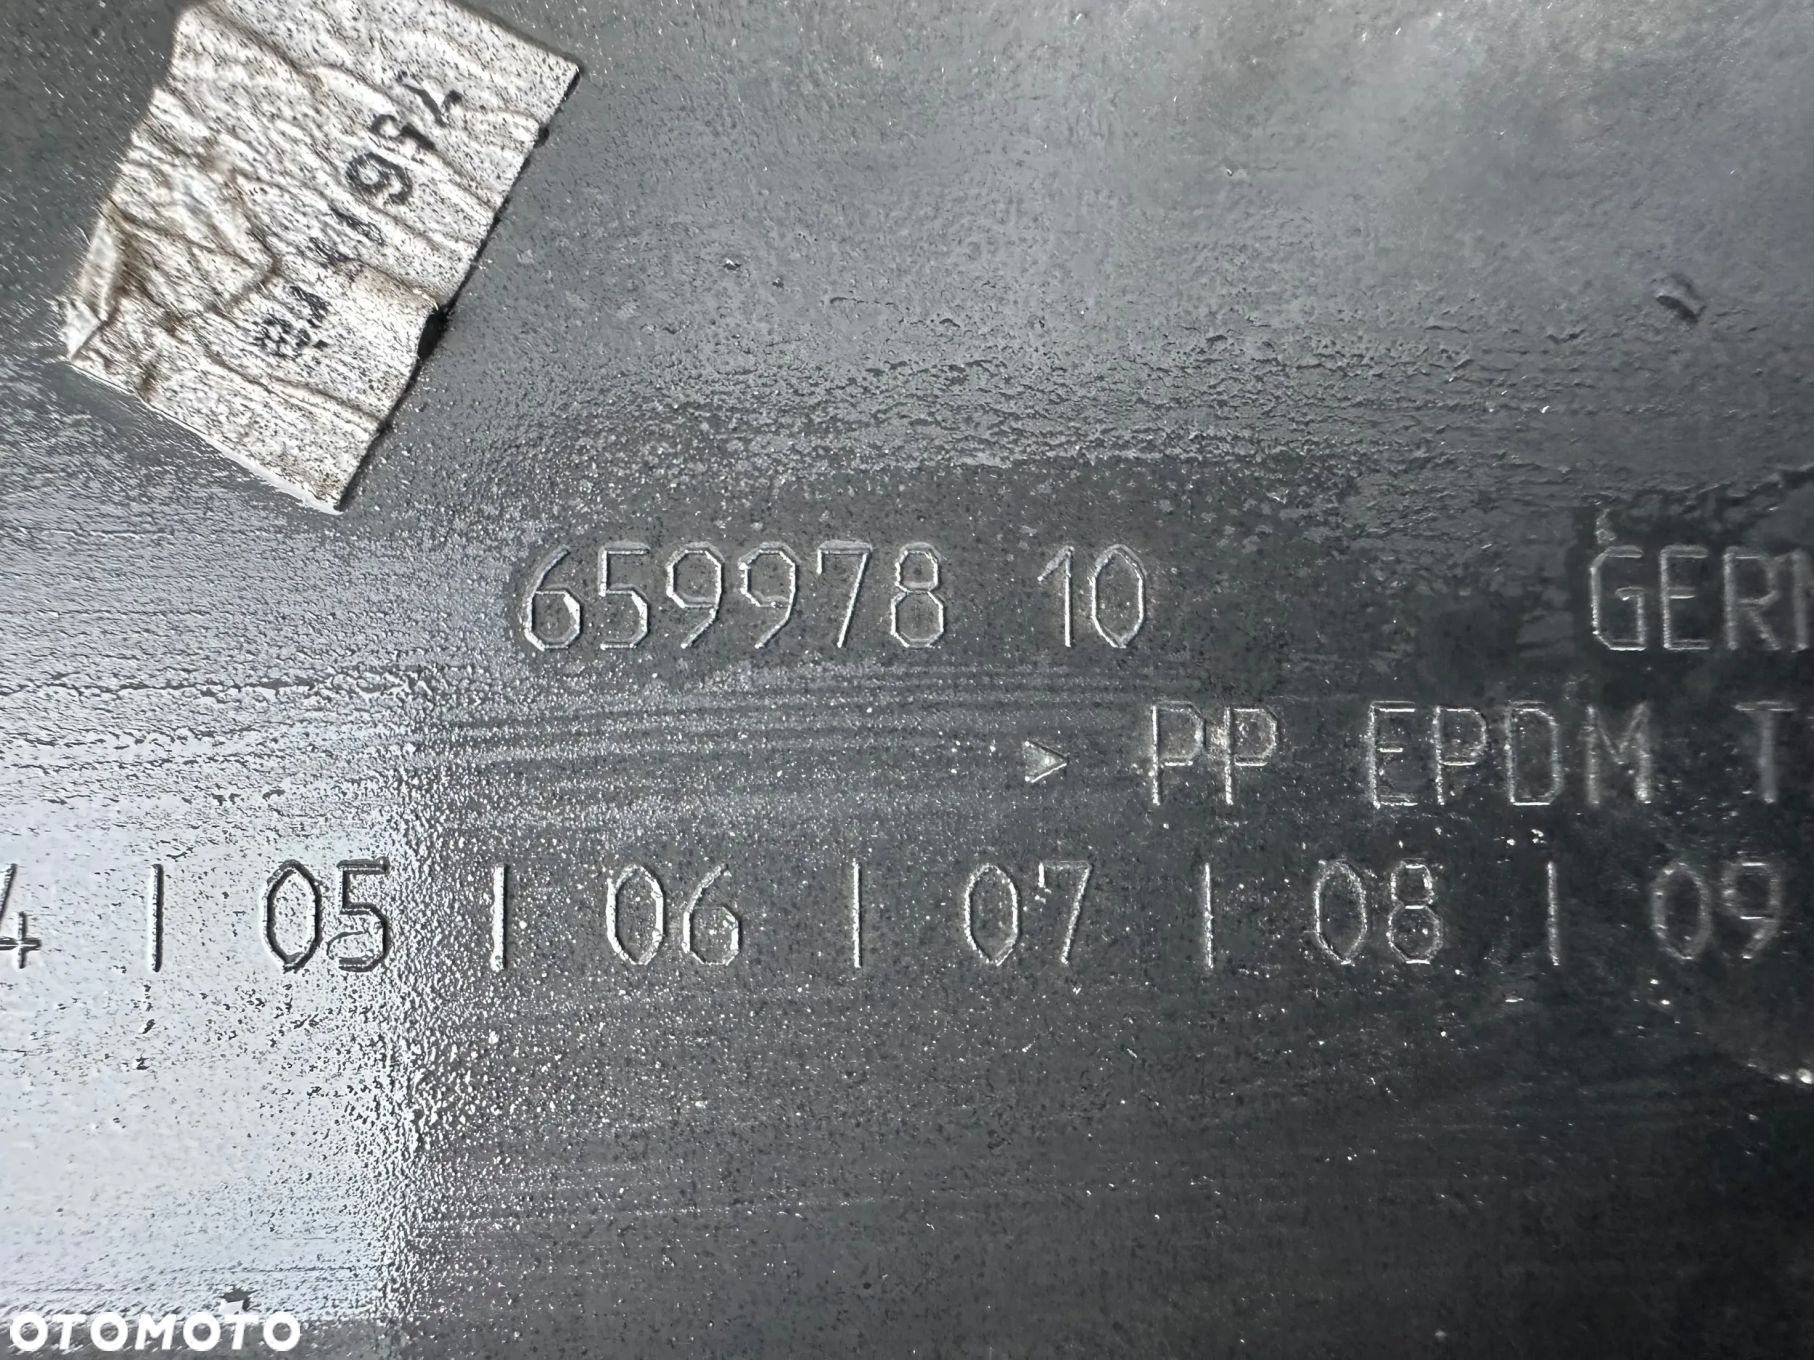 659978 10
GER
> PP EPDM T
4 | 05 | 06 | 07 | 08 | 09
OTOMOTO